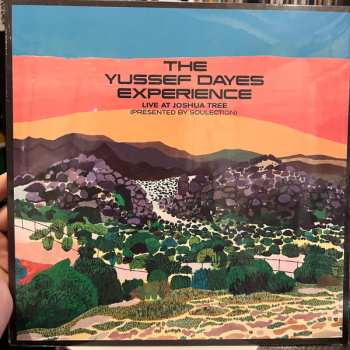 THE
YUSSEF DAYES
EXPERIENCE
LIVE AT JOSHUA TREE
(PRESENTED BY SOULECTION)